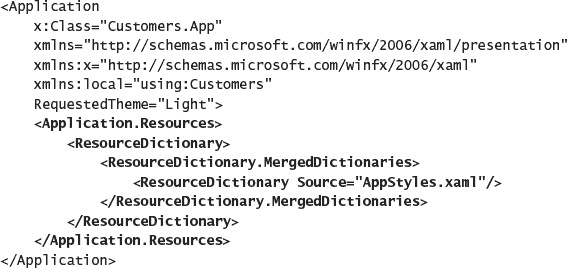 <Application
    x:Class="Customers.App"
    xmlns="http://schemas.microsoft.com/winfx/2006/xaml/presentation"
    xmlns:x="http://schemas.microsoft.com/winfx/2006/xaml"
    xmlns:local="using:Customers"
    RequestedTheme="Light">
    <Application.Resources>
        <ResourceDictionary>
            <ResourceDictionary.MergedDictionaries>
                <ResourceDictionary Source="AppStyles.xaml"/>
            </ResourceDictionary.MergedDictionaries>
        </ResourceDictionary>
    </Application.Resources>
</Application>